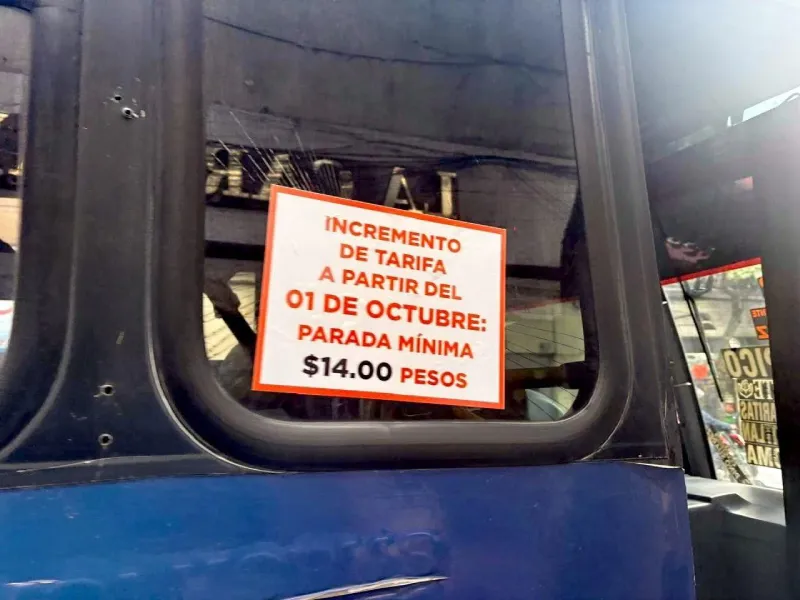 INCREMENTO
DE TARIFA
A PARTIR DEL
01 DE OCTUBRE:
PARADA MÍNIMA
$14.00 PESOS